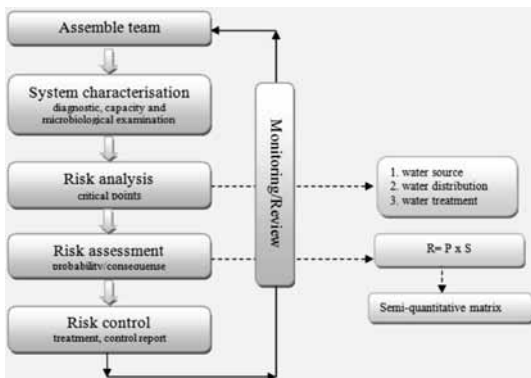 Assemble team
System characterisation
diagnostic, capacity and
microbiological examination
Risk analysis
critical points
Risk assessment
probability/consequense
Risk control
treatment, control report
Monitoring/Review
1. water source
2. water distribution
3. water treatment
R= P x S
Semi-quantitative matrix